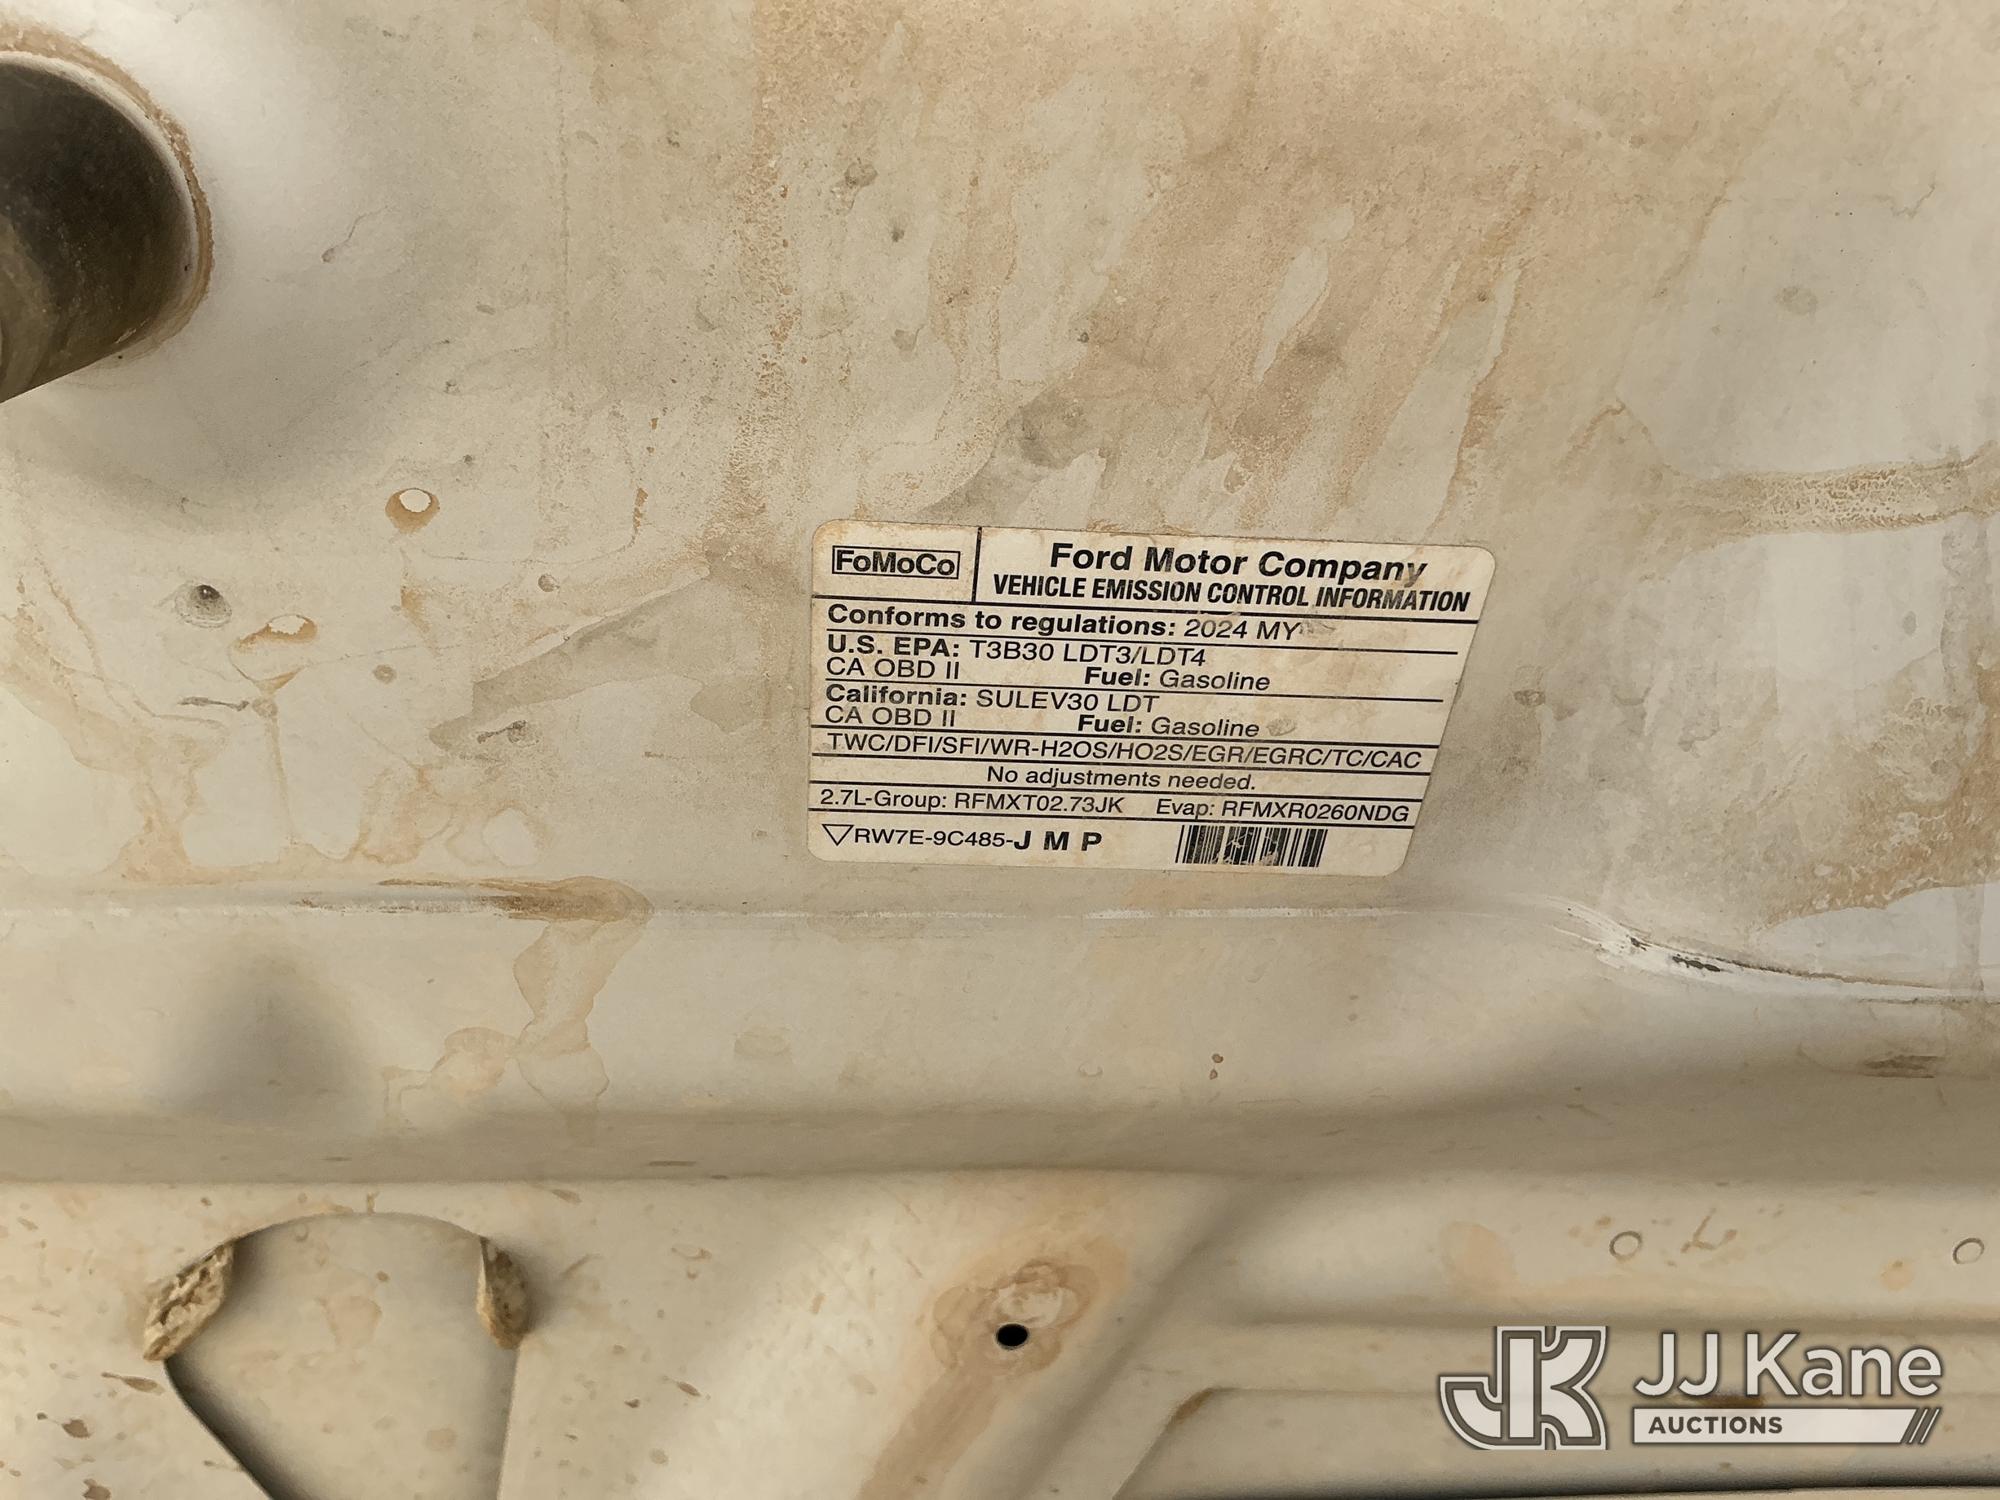 FoMoCo
Ford Motor Company
VEHICLE EMISSION CONTROL INFORMATION
Conforms to regulations: 2024 MY
U.S. EPA: T3B30 LDT3/LDT4
CA OBD II Fuel: Gasoline
California: SULEV30 LDT
CA OBD II Fuel: Gasoline
TWC/DFI/SFI/WR-H2OS/HO2S/EGR/EGRC/TC/CAC
No adjustments needed.
2.7L-Group: RFMXT02.73JK Evap: RFMXR0260NDG
RW7E-9C485-J M P
JK JJ Kane
AUCTIONS